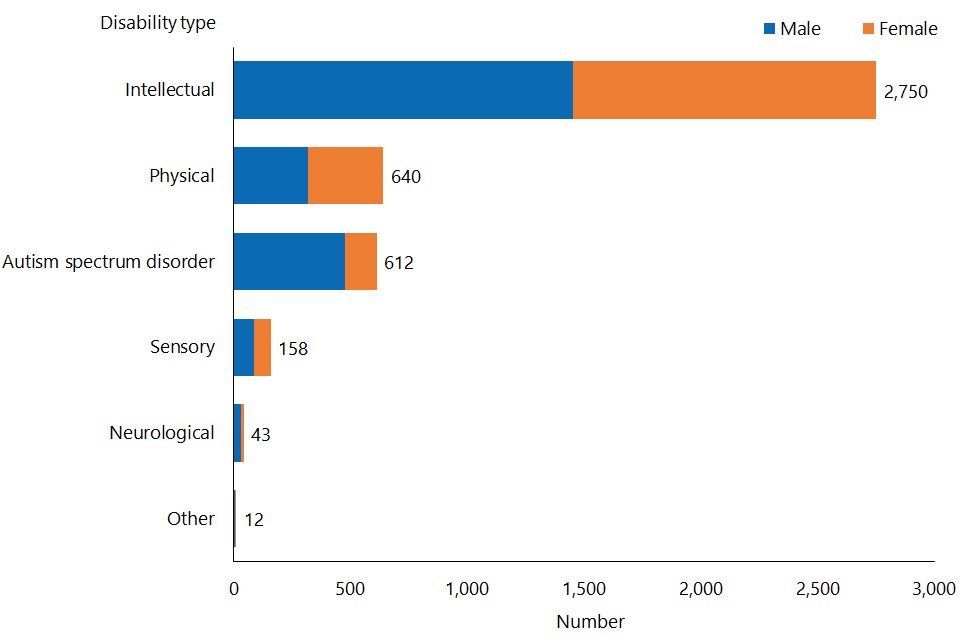 Disability type
Male Female
Intellectual 2,750
Physical 640
Autism spectrum disorder 612
Sensory 158
Neurological 43
Other 12
0 500 1,000 1,500 2,000 2,500 3,000
Number